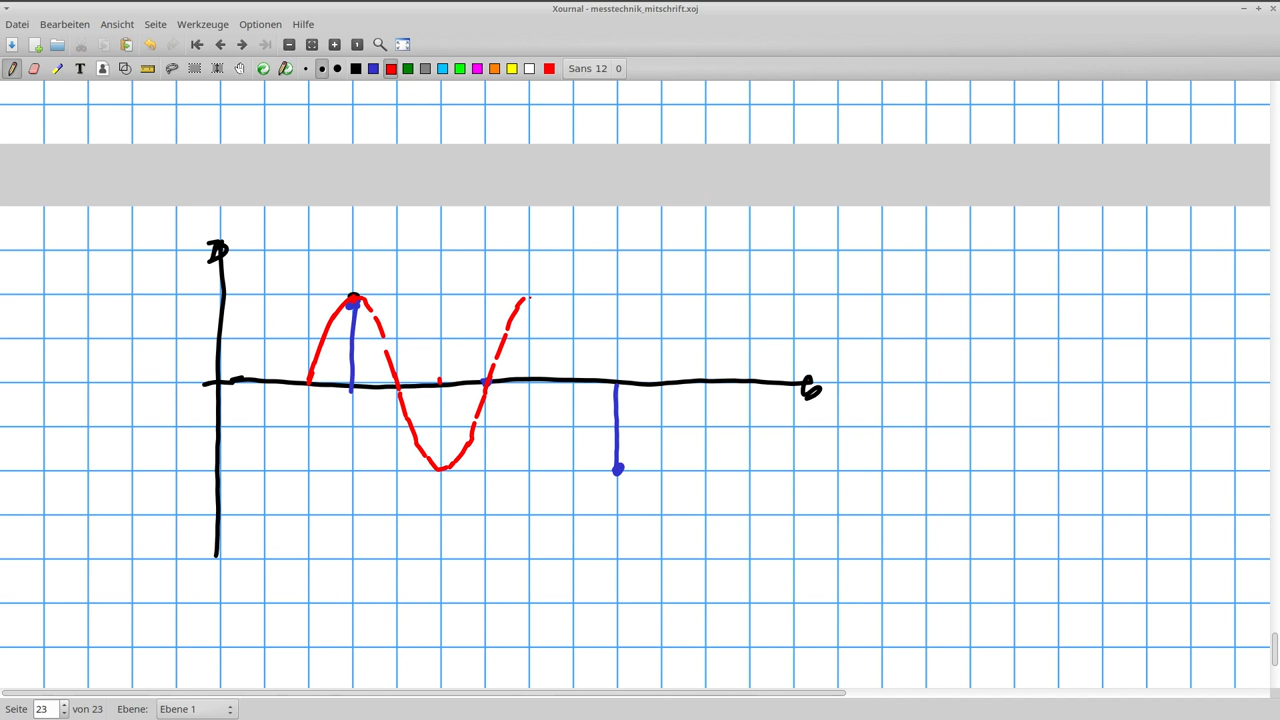 Xournal - messtechnik_mitschrift.xoj
Datei Bearbeiten Ansicht Seite Werkzeuge Optionen Hilfe
1 T Sans 12 0
Seite 23 von 23 Ebene: Ebene 1